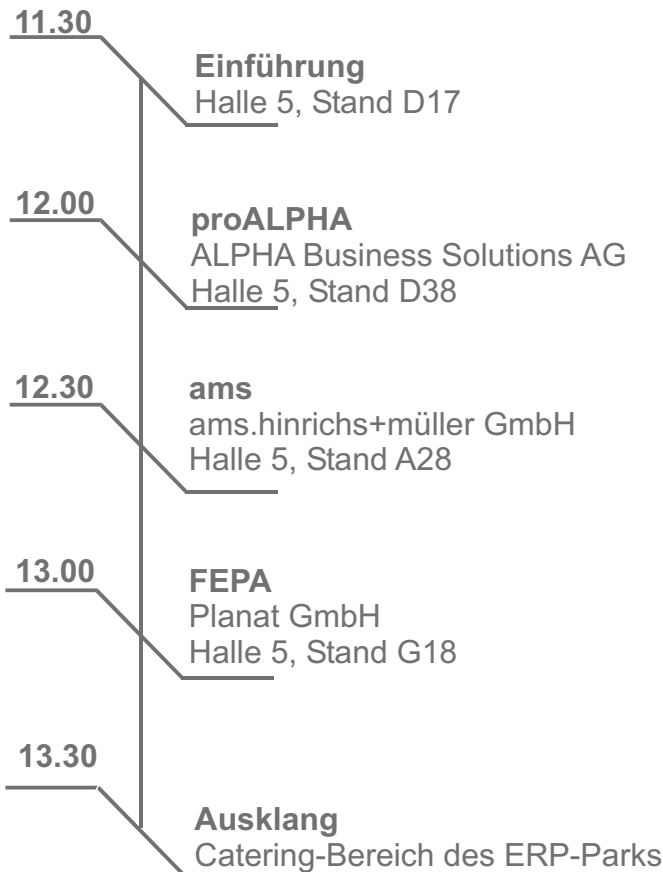 11.30
Einführung
Halle 5, Stand D17
12.00
proALPHA
ALPHA Business Solutions AG
Halle 5, Stand D38
12.30
ams
ams.hinrichs+müller GmbH
Halle 5, Stand A28
13.00
FEPA
Planat GmbH
Halle 5, Stand G18
13.30
Ausklang
Catering-Bereich des ERP-Parks